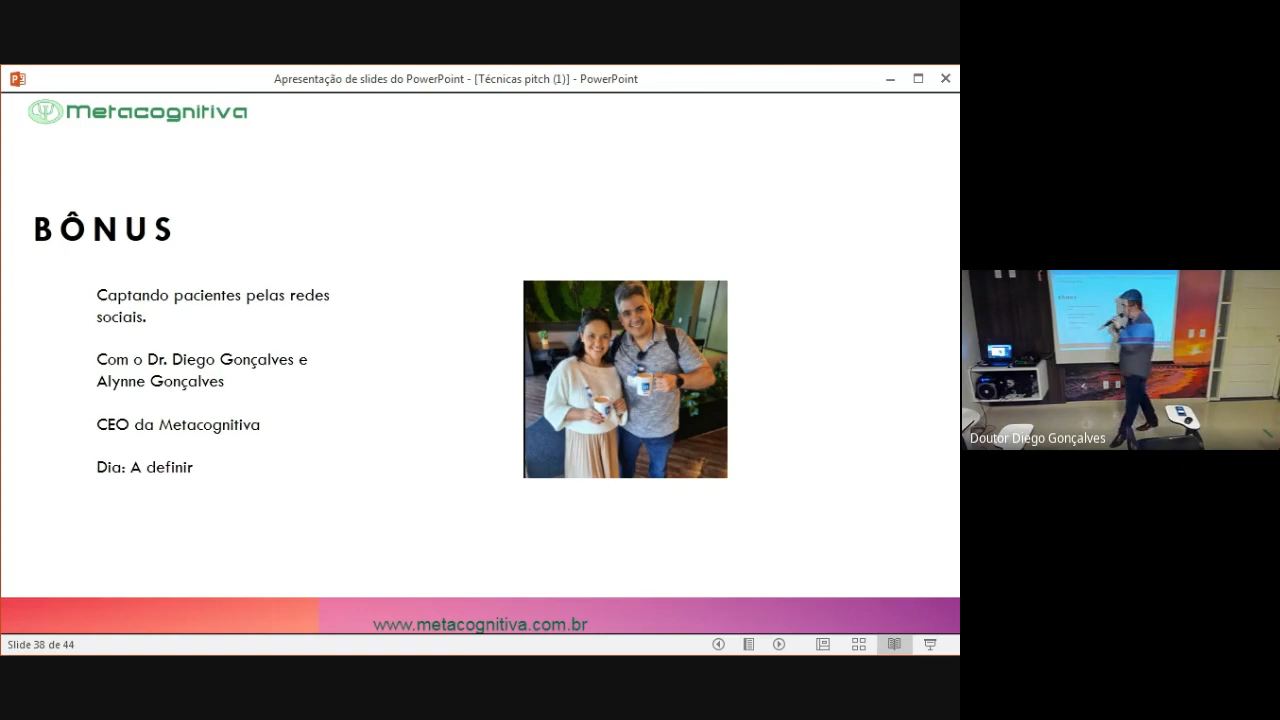 Apresentação de slides do PowerPoint - [Técnicas pitch (1)] - PowerPoint
Metacognitiva
BÔNUS
Captando pacientes pelas redes
sociais.
Com o Dr. Diego Gonçalves e
Alynne Gonçalves
CEO da Metacognitiva
Dia: A definir
www.metacognitiva.com.br
Slide 38 de 44
Doutor Diego Gonçalves